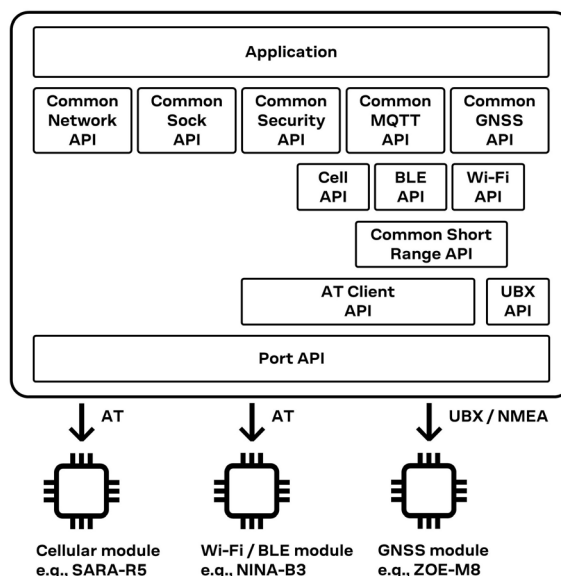 Application
Common
Network
API
Common
Sock
API
Common
Security
API
Common
MQTT
API
Common
GNSS
API
Cell
API
BLE
API
Wi-Fi
API
Common Short
Range API
AT Client
API
UBX
API
Port API
AT
AT
UBX / NMEA
Cellular module
e.g., SARA-R5
Wi-Fi / BLE module
e.g., NINA-B3
GNSS module
e.g., ZOE-M8